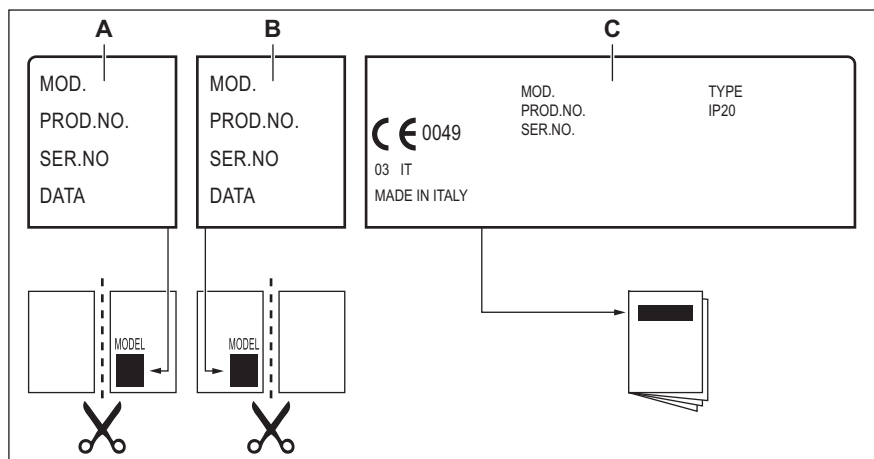 A
B
C
MOD.
PROD.NO.
SER.NO
DATA
MOD.
PROD.NO.
SER.NO
DATA
MOD.
PROD.NO.
SER.NO.
TYPE
IP20
CE 0049
03 IT
MADE IN ITALY
MODEL
MODEL